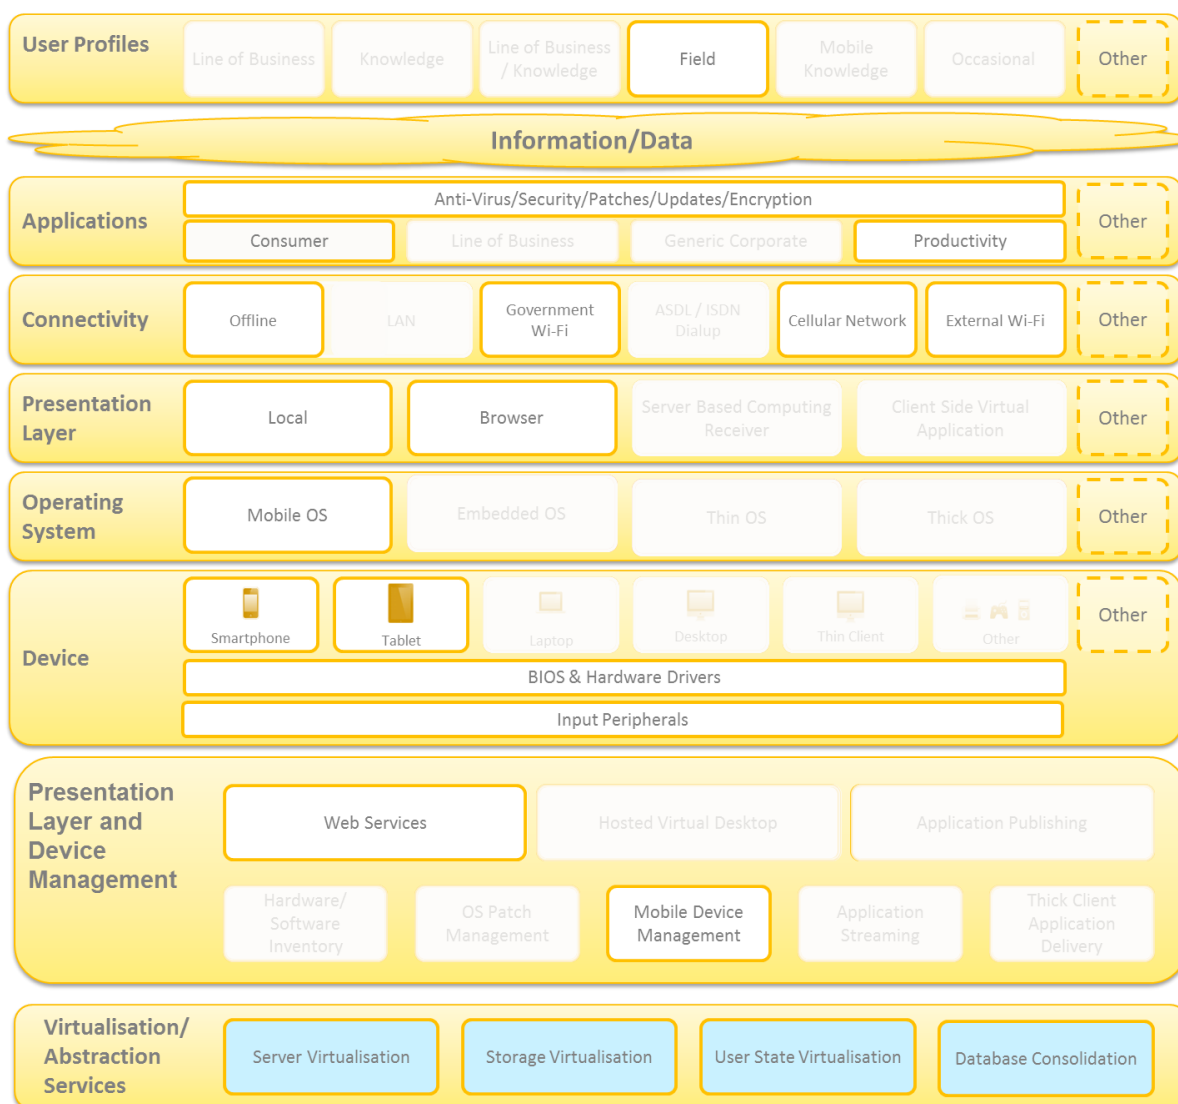 User Profiles
Line of Business
Knowledge
Line of Business
/ Knowledge
Field
Mobile
Knowledge
Occasional
Other
Information/Data
Applications
Anti-Virus/Security/Patches/Updates/Encryption
Consumer
Line of Business
Generic Corporate
Productivity
Other
Connectivity
Offline
LAN
Government
Wi-Fi
ASDL / ISDN
Dialup
Cellular Network
External Wi-Fi
Other
Presentation
Layer
Local
Browser
Server Based Computing
Receiver
Client Side Virtual
Application
Other
Operating
System
Mobile OS
Embedded OS
Thin OS
Thick OS
Other
Device
Smartphone
Tablet
Laptop
Desktop
Thin Client
Other
Other
BIOS & Hardware Drivers
Input Peripherals
Presentation
Layer and
Device
Management
Web Services
Hosted Virtual Desktop
Application Publishing
Hardware/
Software
Inventory
OS Patch
Management
Mobile Device
Management
Application
Streaming
Thick Client
Application
Delivery
Virtualisation/
Abstraction
Services
Server Virtualisation
Storage Virtualisation
User State Virtualisation
Database Consolidation